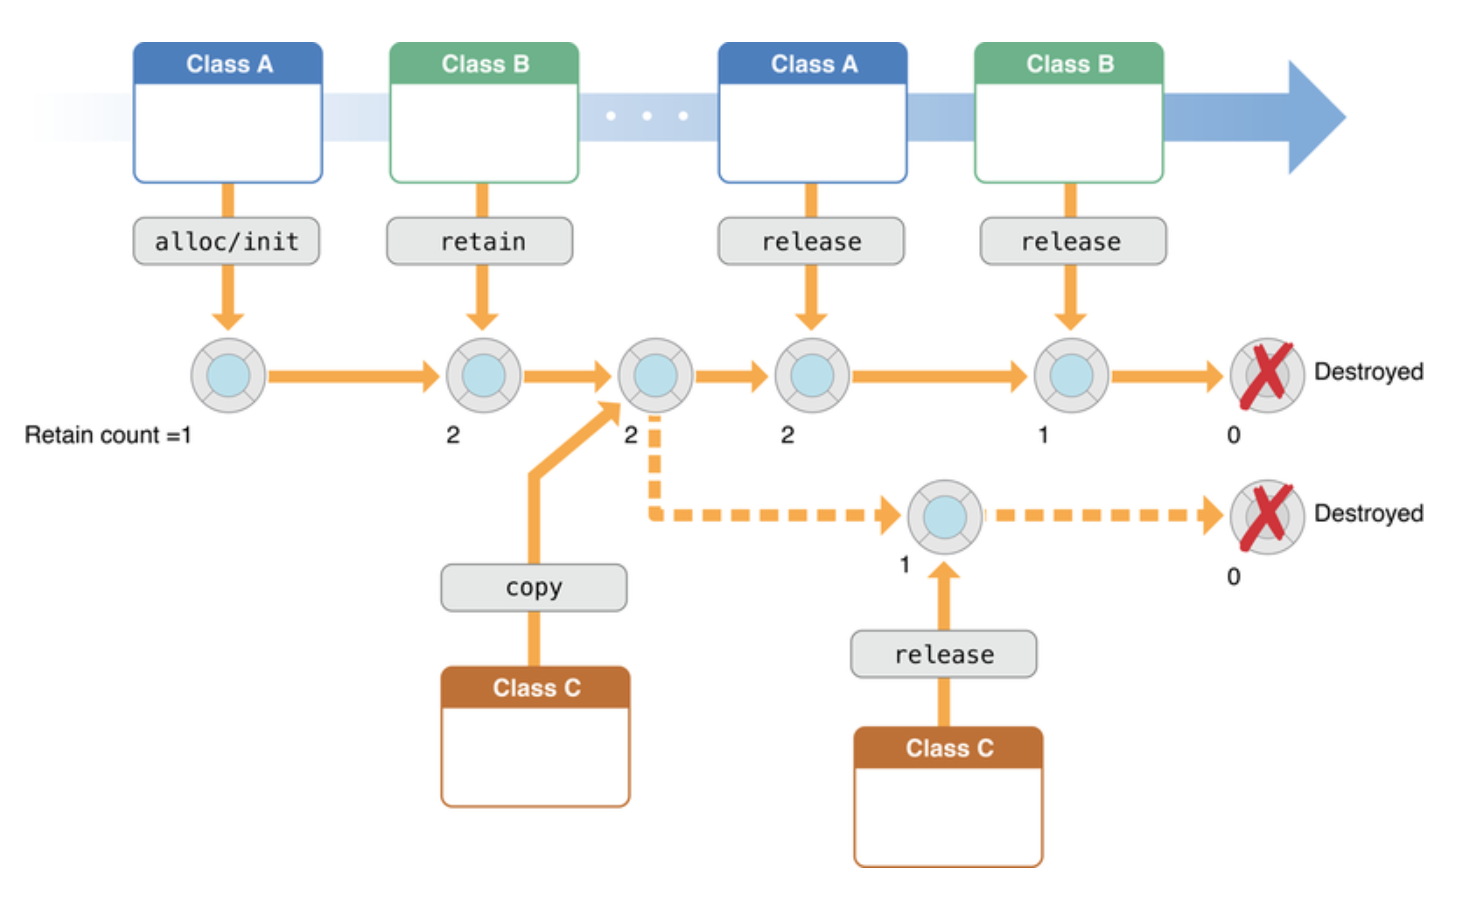 Class A
Class B
Class A
Class B
alloc/init
retain
release
release
Destroyed
Retain count =1
2
2
2
1
0
Destroyed
1
0
copy
release
Class C
Class C